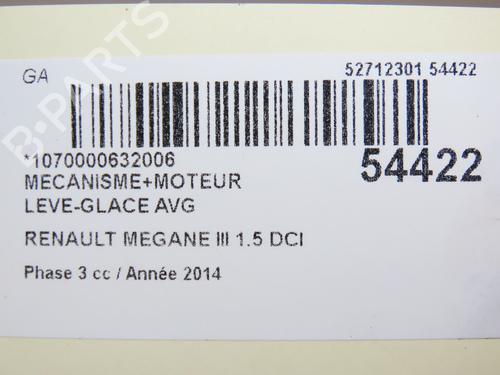 GA
52712301 54422
*1070000632006
54422
MECANISME+MOTEUR
LEVE-GLACE AVG
RENAULT MEGANE III 1.5 DCI
Phase 3 cc / Année 2014
B-PARTS